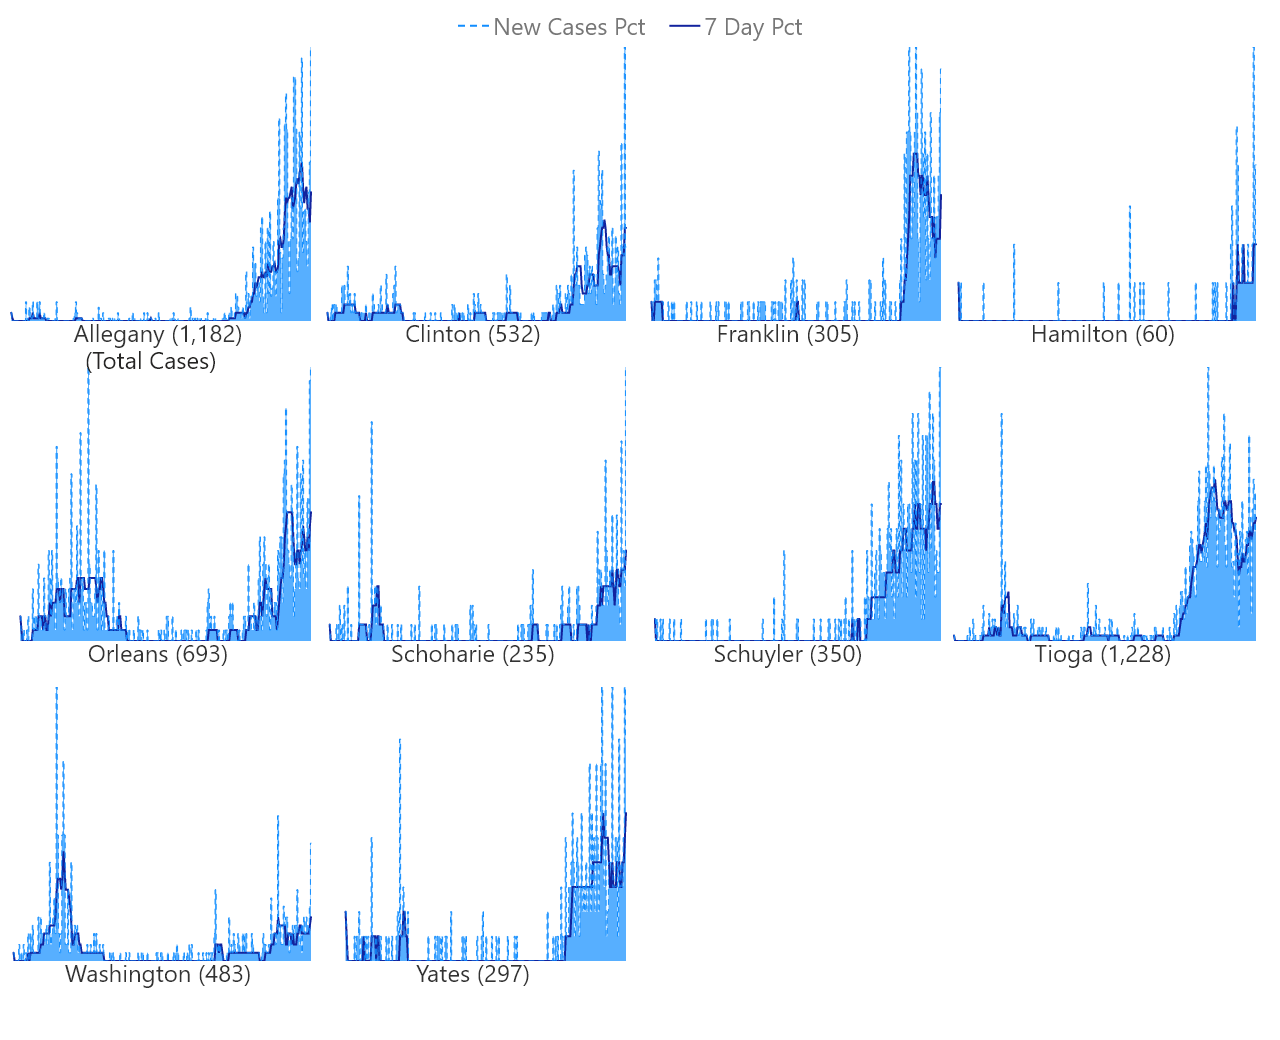 New Cases Pct 7 Day Pct
Allegany (1,182) Clinton (532) Franklin (305) Hamilton (60)
(Total Cases)
Orleans (693) Schoharie (235) Schuyler (350) Tioga (1,228)
Washington (483) Yates (297)